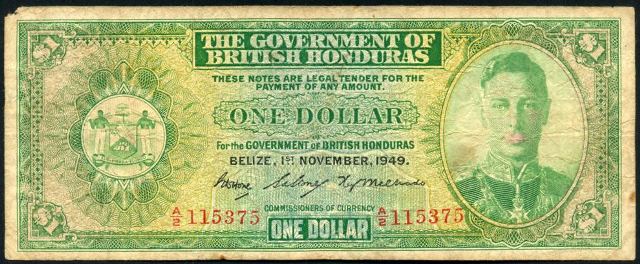 $1
$1
THE GOVERNMENT OF
BRITISH HONDURAS
THESE NOTES ARE LEGAL TENDER FOR THE
PAYMENT OF ANY AMOUNT.
ONE DOLLAR
For the GOVERNMENT OF BRITISH HONDURAS
BELIZE, 1ST NOVEMBER, 1949.
COMMISSIONERS OF CURRENCY
A/2 115375 A/2 115375
$1
ONE DOLLAR
$1